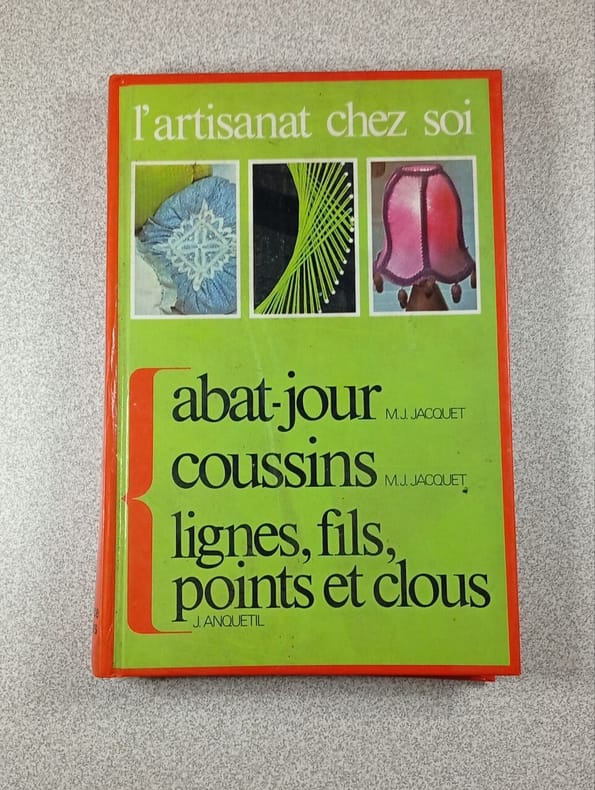 l'artisanat chez soi
abat-jour M.J. JACQUET
coussins M.J. JACQUET
lignes, fils,
points et clous
J. ANQUETIL